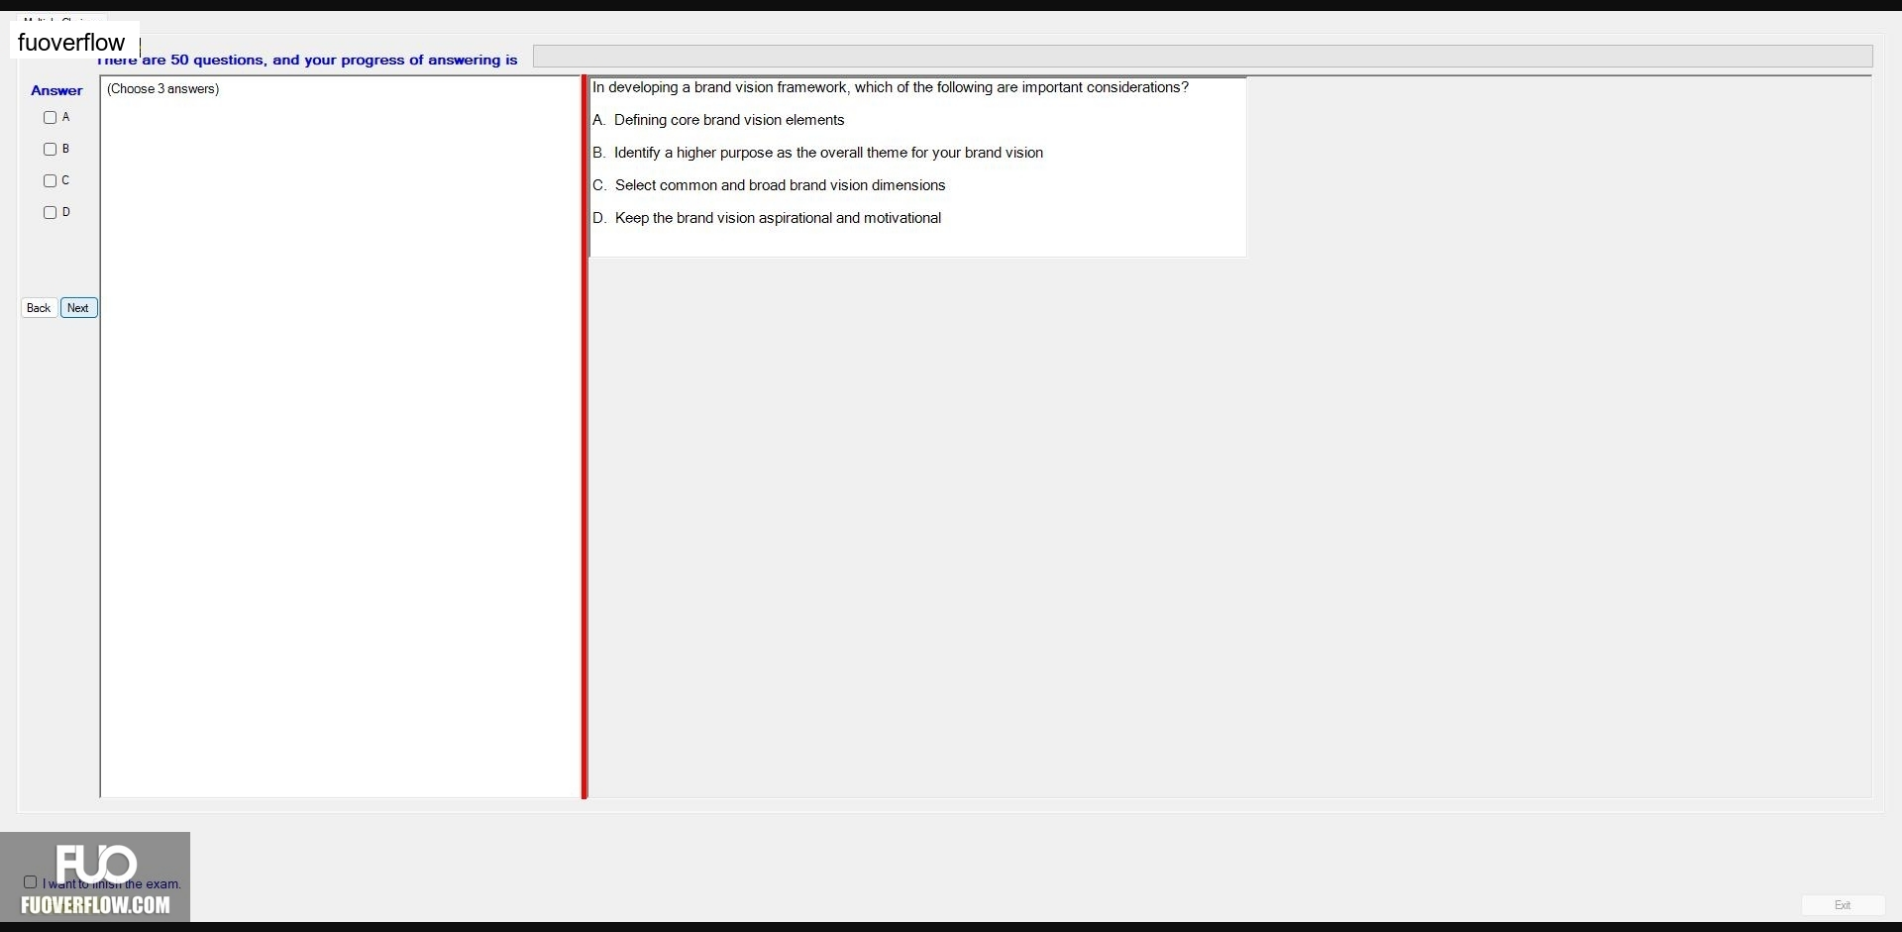 fuoverflow
There are 50 questions, and your progress of answering is
Answer
(Choose 3 answers)
A
B
C
D
Back
Next
In developing a brand vision framework, which of the following are important considerations?
A. Defining core brand vision elements
B. Identify a higher purpose as the overall theme for your brand vision
C. Select common and broad brand vision dimensions
D. Keep the brand vision aspirational and motivational
FUO
I want to finish the exam.
FUOVERFLOW.COM
Exit